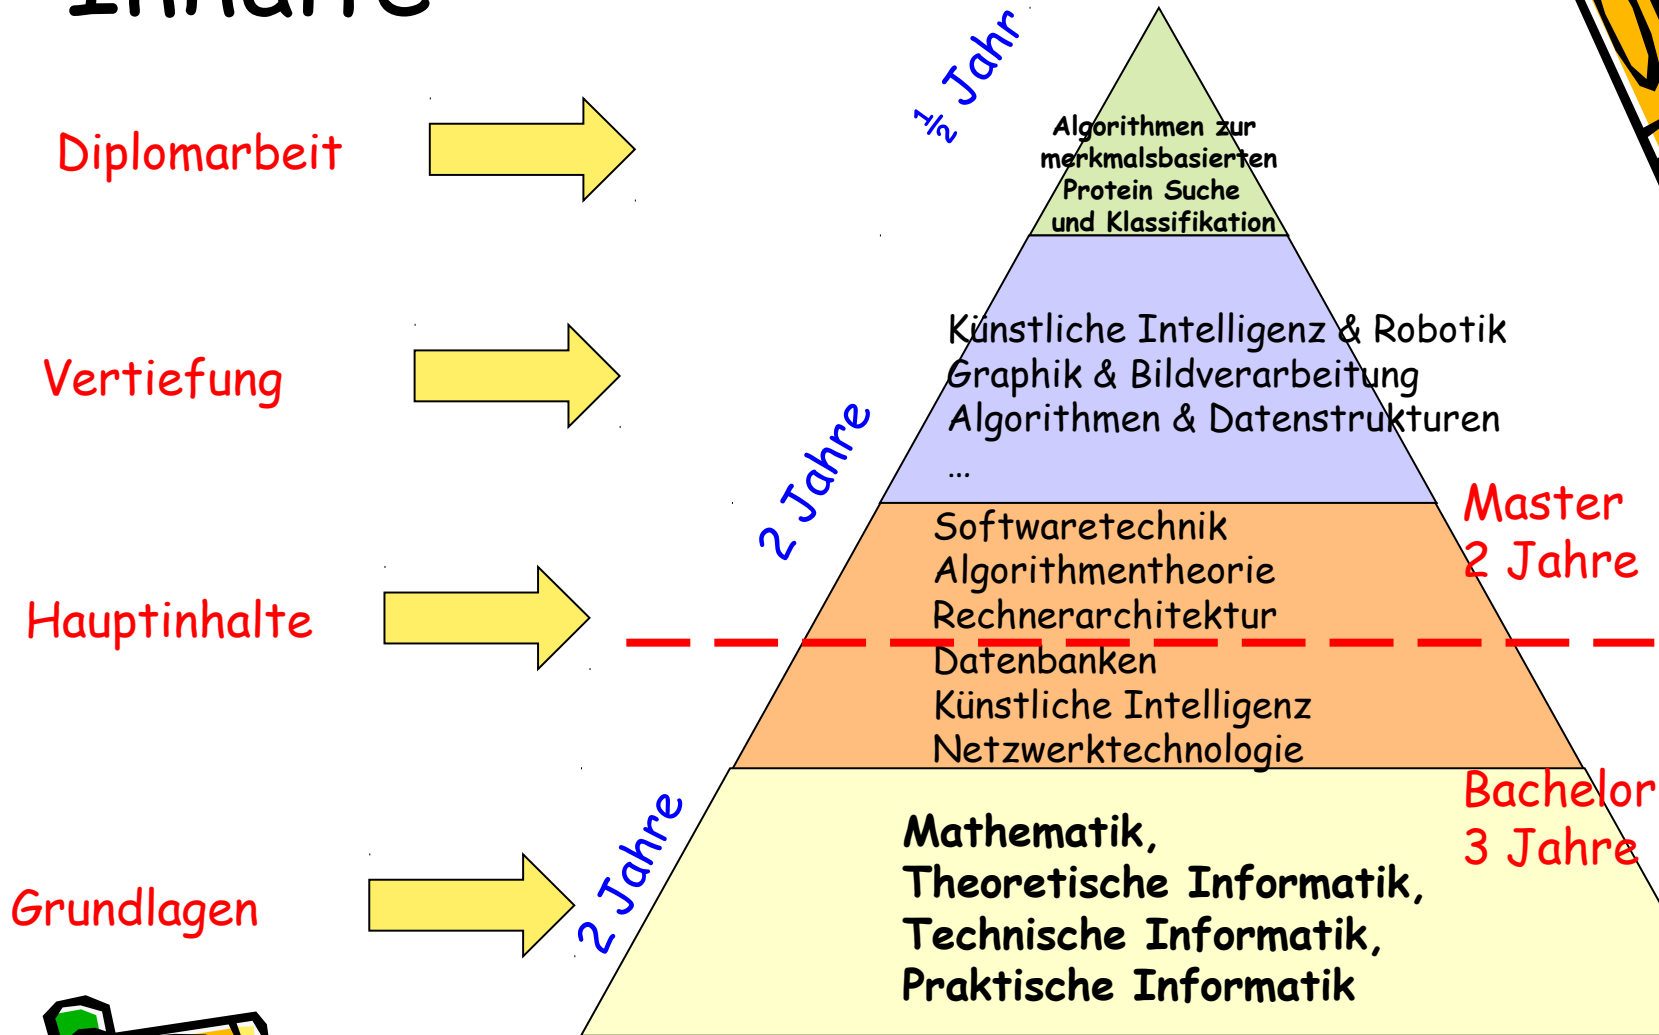 Inhalte
½ Jahr
Diplomarbeit
Algorithmen zur
merkmalsbasierten
Protein Suche
und Klassifikation
Vertiefung
Künstliche Intelligenz & Robotik
Graphik & Bildverarbeitung
Algorithmen & Datenstrukturen
...
2 Jahre
Master
2 Jahre
Hauptinhalte
Softwaretechnik
Algorithmentheorie
Rechnerarchitektur
Datenbanken
Künstliche Intelligenz
Netzwerktechnologie
Bachelor
3 Jahre
2 Jahre
Grundlagen
Mathematik,
Theoretische Informatik,
Technische Informatik,
Praktische Informatik